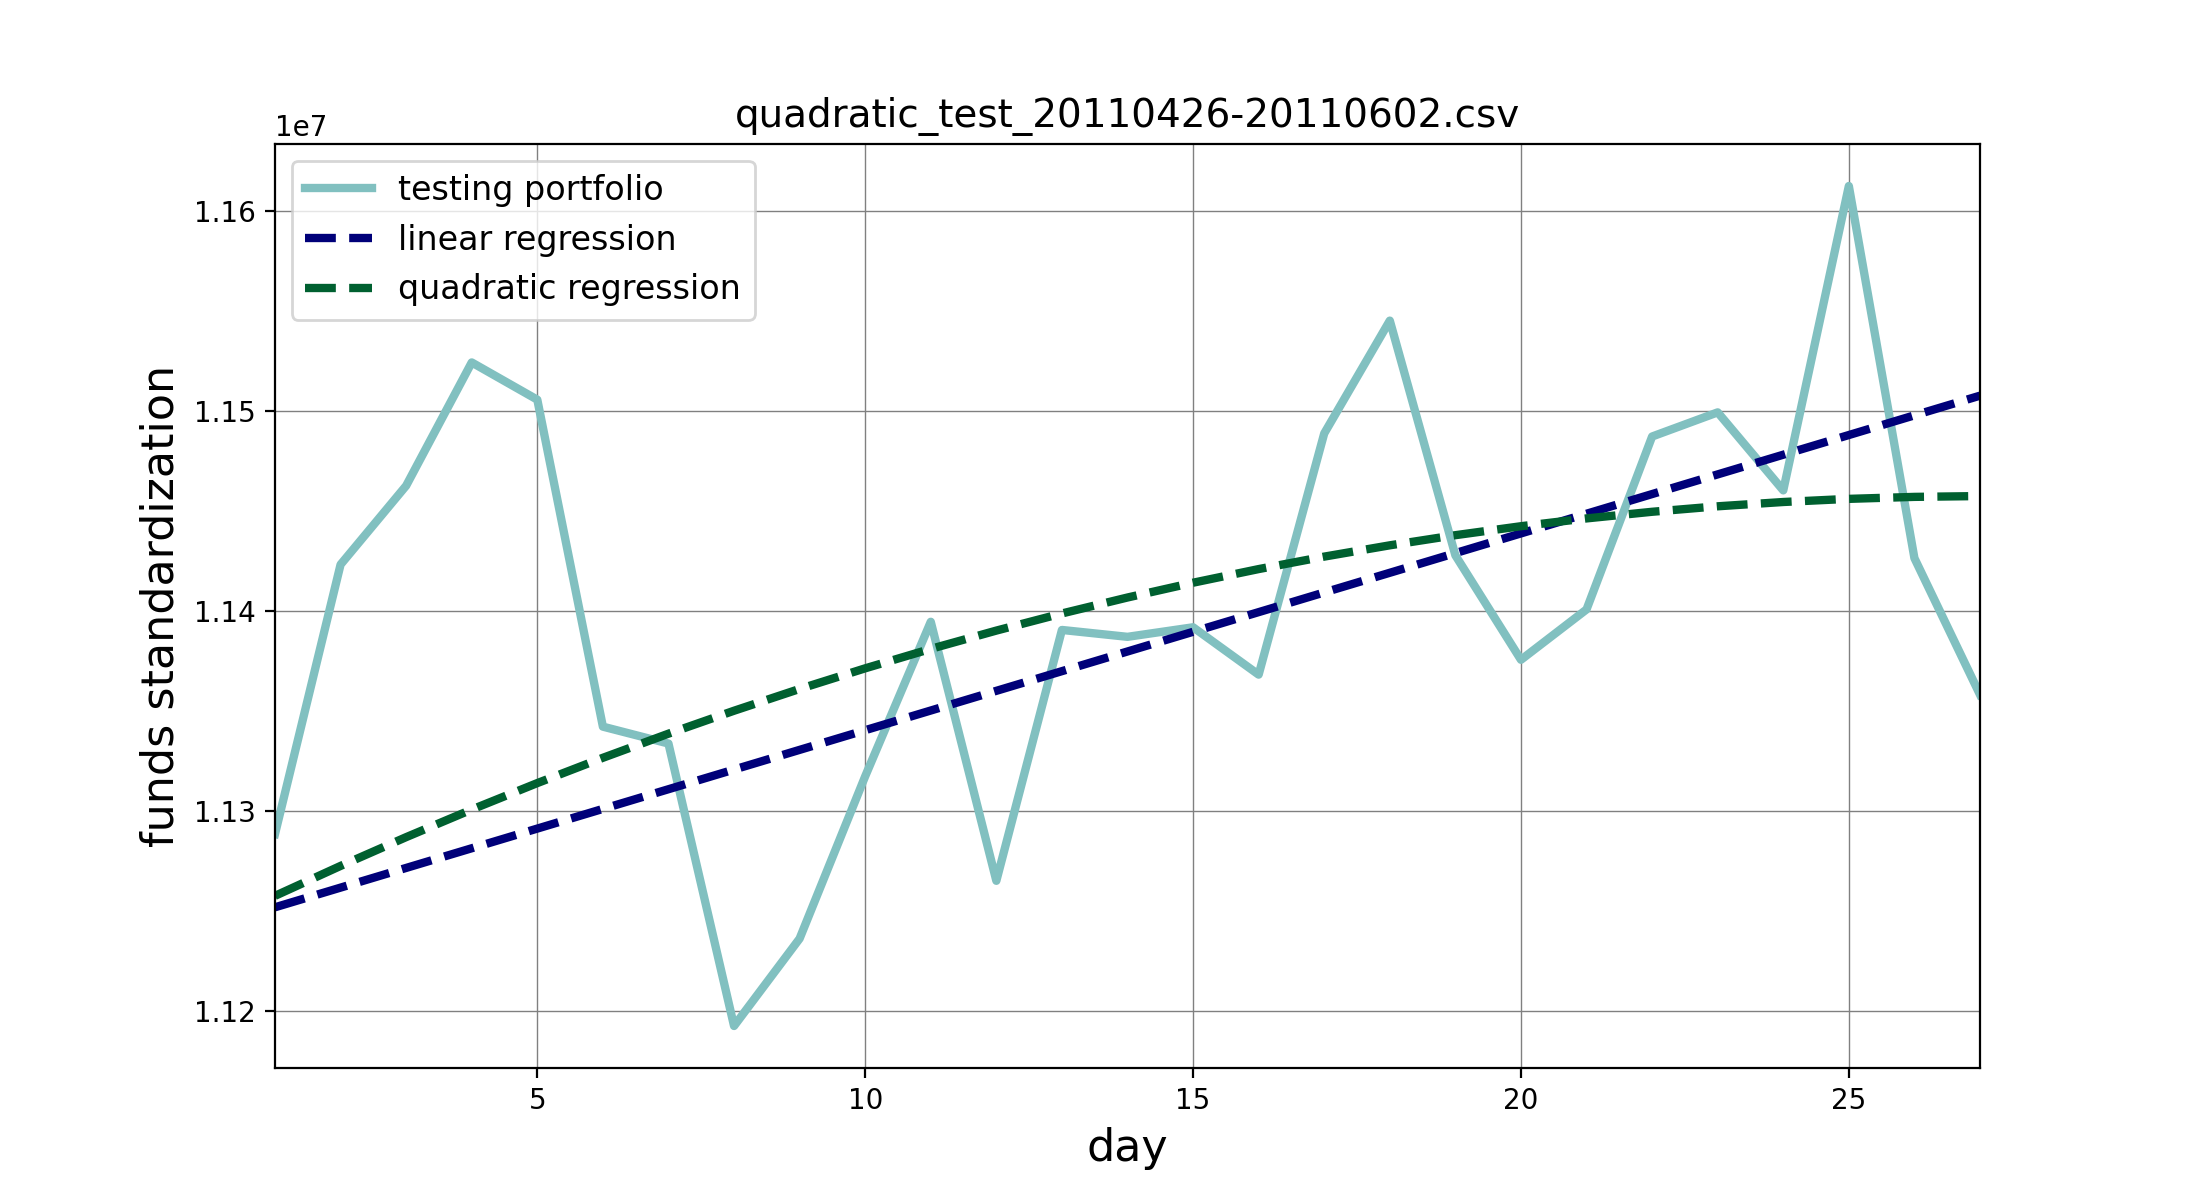 quadratic_test_20110426-20110602.csv
1e7
testing portfolio
linear regression
quadratic regression
1.16
1.15
1.14
1.13
1.12
funds standardization
5 10 15 20 25
day